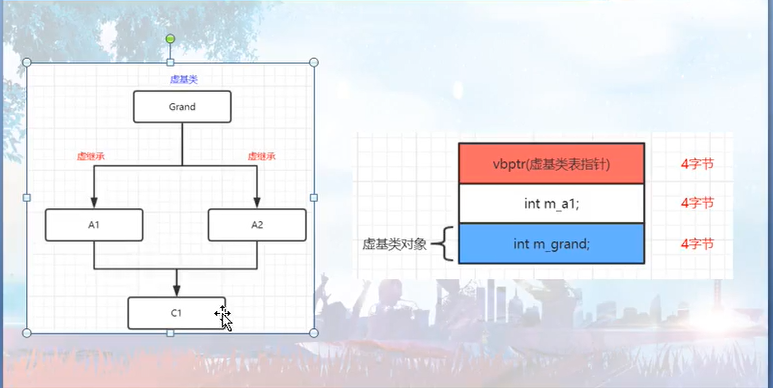 虚基类
Grand
虚继承
虚继承
A1
A2
C1
vbptr(虚基类表指针)
4字节
int m_a1;
4字节
虚基类对象
int m_grand;
4字节